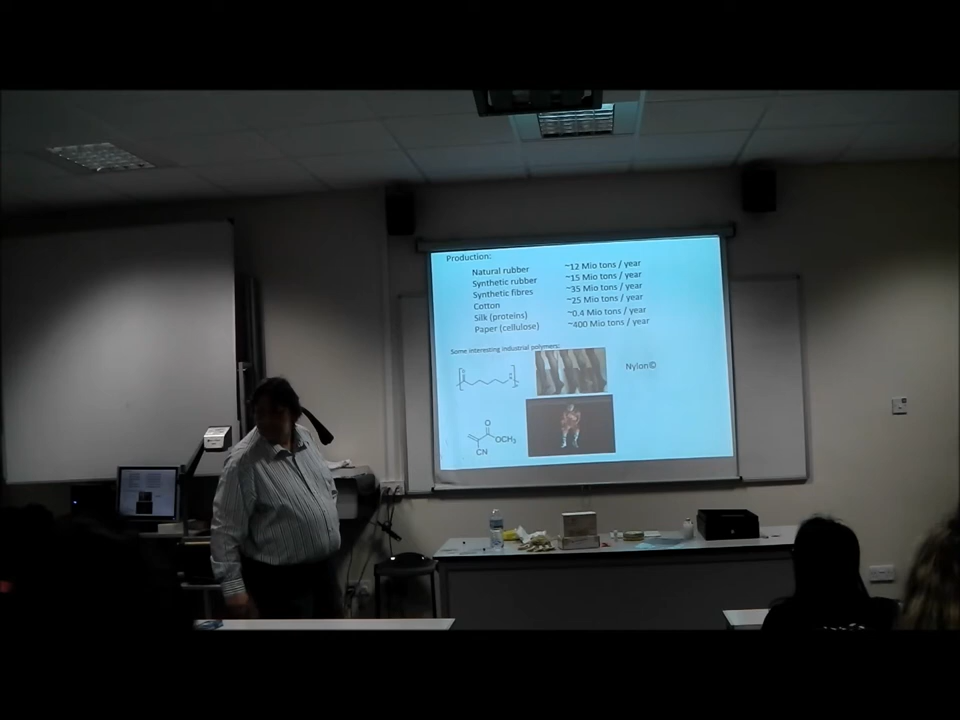 Production:
Natural rubber ~12 Mio tons / year
Synthetic rubber ~15 Mio tons / year
Synthetic fibres ~35 Mio tons / year
Cotton ~25 Mio tons / year
Silk (proteins) ~0.4 Mio tons / year
Paper (cellulose) ~400 Mio tons / year
Some interesting industrial polymers:
Nylon©
O
OCH3
CN